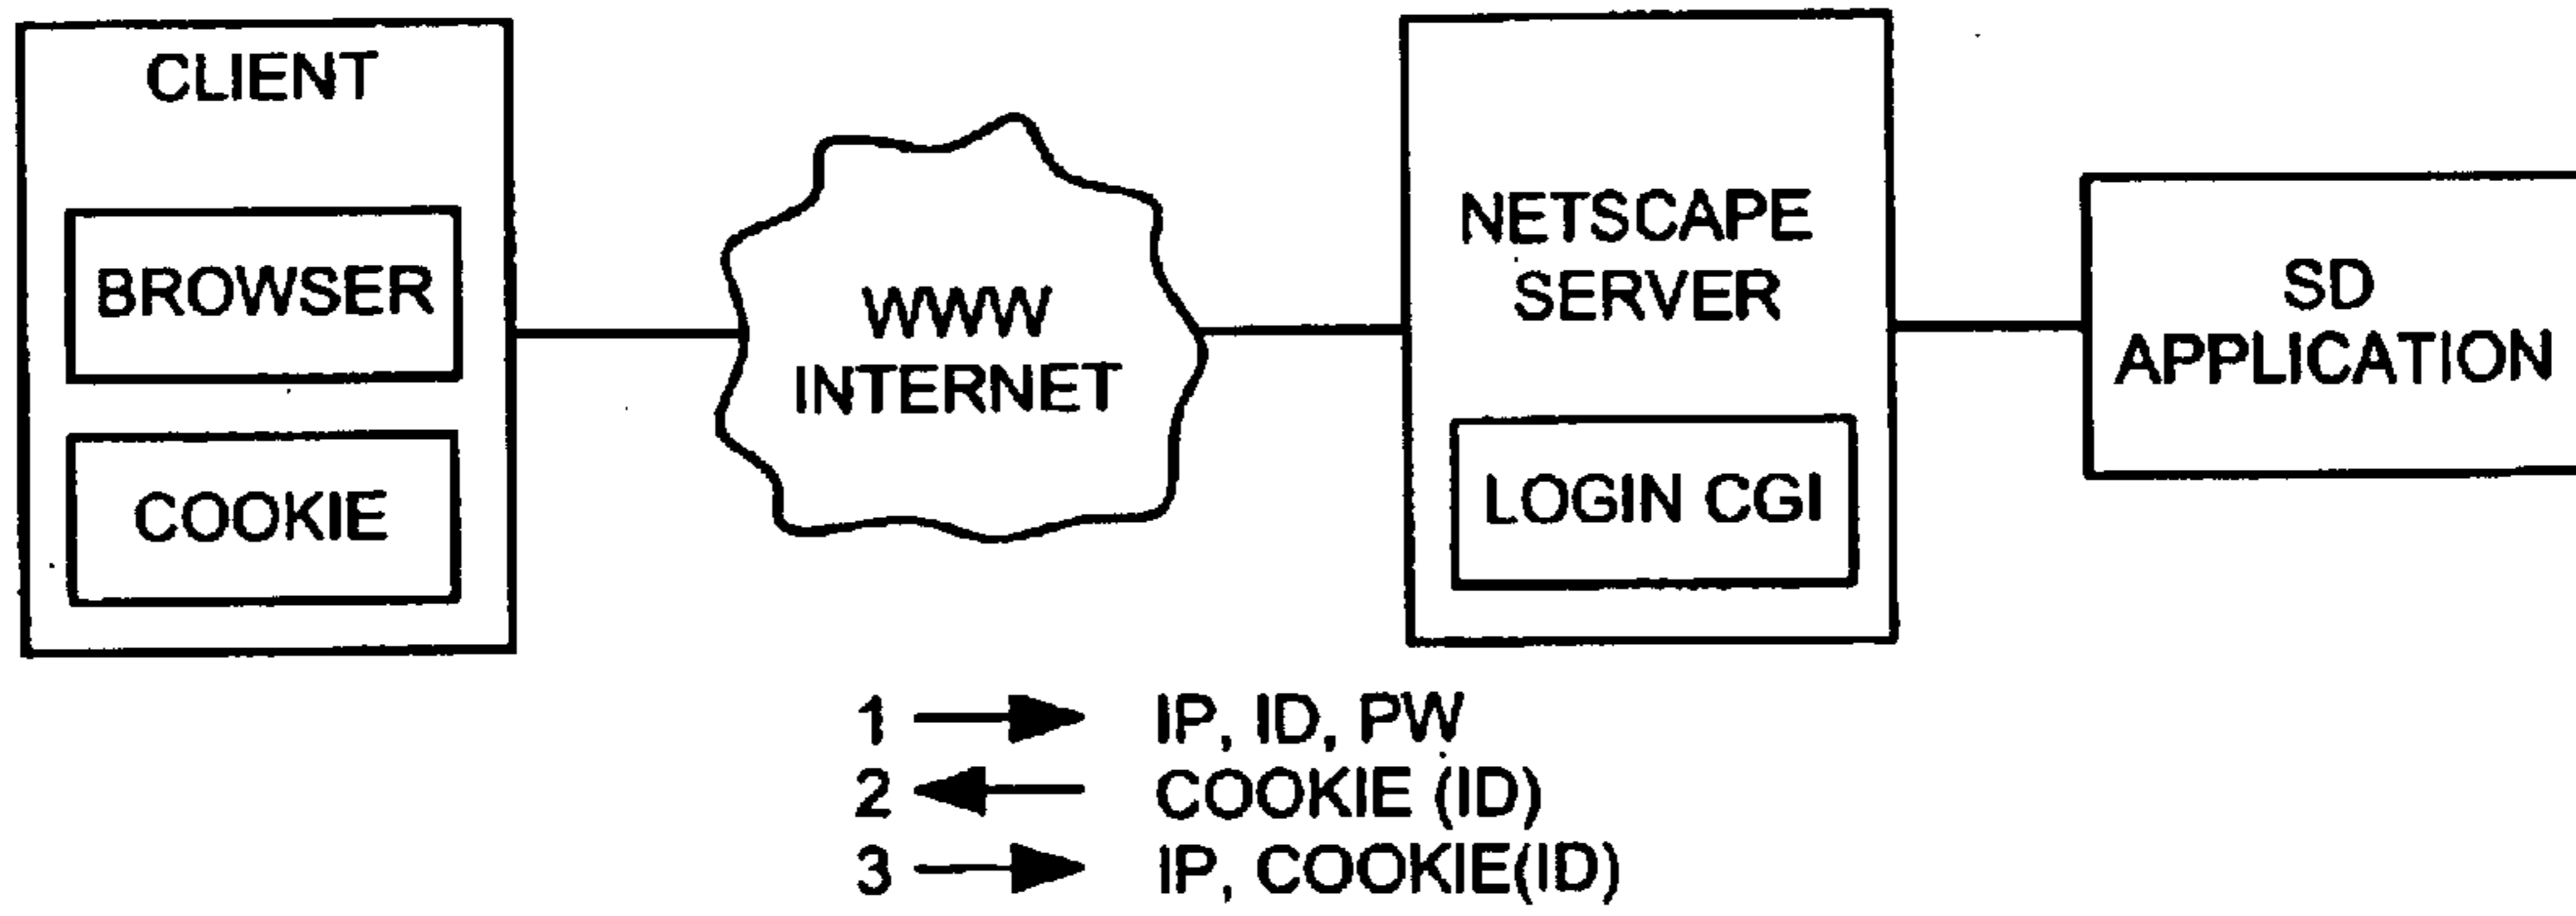 CLIENT
BROWSER
COOKIE
WWW
INTERNET
NETSCAPE
SERVER
LOGIN CGI
SD
APPLICATION
1 IP, ID, PW
2 COOKIE (ID)
3 IP, COOKIE(ID)